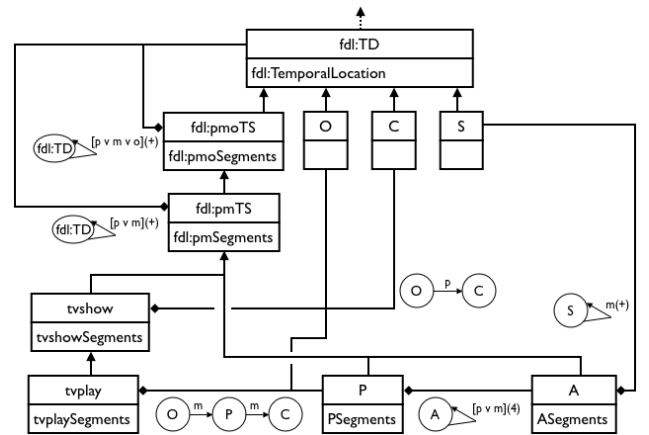 fdl:TD
fdl:TemporalLocation
fdl:pmoTS
fdl:pmoSegments
O
C
S
fdl:TD
[p v m v o](+)
fdl:pmTS
fdl:pmSegments
fdl:TD
[p v m](+)
O
p
C
tvshow
tvshowSegments
S
m(+)
tvplay
tvplaySegments
O
m
P
m
C
P
PSegments
A
[p v m](4)
A
ASegments